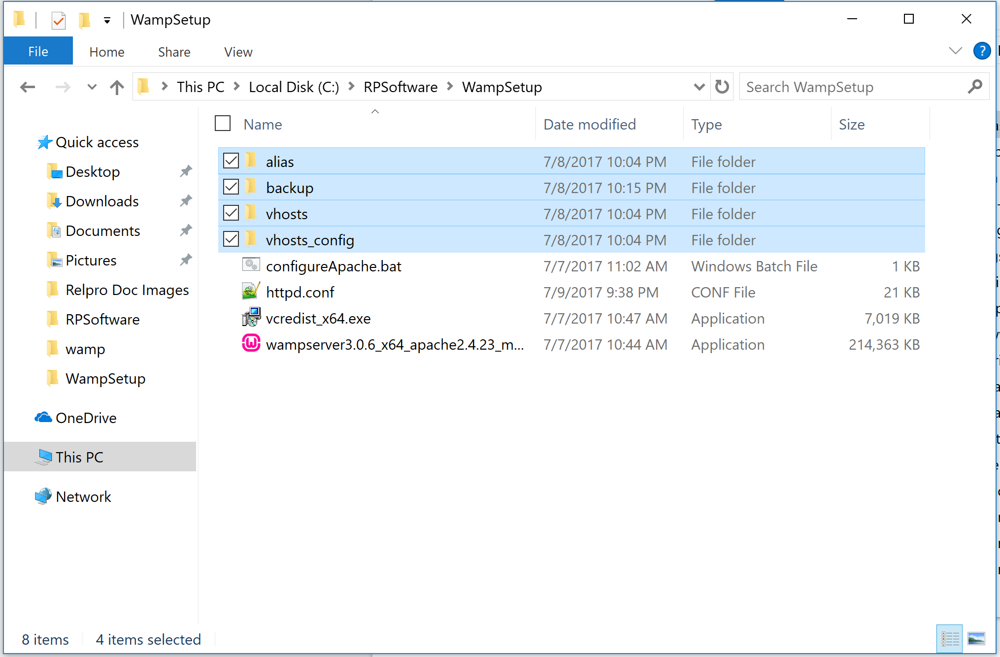 WampSetup
File Home Share View
This PC Local Disk (C:) RPSoftware WampSetup Search WampSetup
Name Date modified Type Size
Quick access
Desktop
Downloads
Documents
Pictures
Relpro Doc Images
RPSoftware
wamp
WampSetup
OneDrive
This PC
Network
alias 7/8/2017 10:04 PM File folder
backup 7/8/2017 10:15 PM File folder
vhosts 7/8/2017 10:04 PM File folder
vhosts_config 7/8/2017 10:04 PM File folder
configureApache.bat 7/7/2017 11:02 AM Windows Batch File 1 KB
httpd.conf 7/9/2017 9:38 PM CONF File 21 KB
vcredist_x64.exe 7/7/2017 10:47 AM Application 7,019 KB
wampserver3.0.6_x64_apache2.4.23_m... 7/7/2017 10:44 AM Application 214,363 KB
8 items 4 items selected